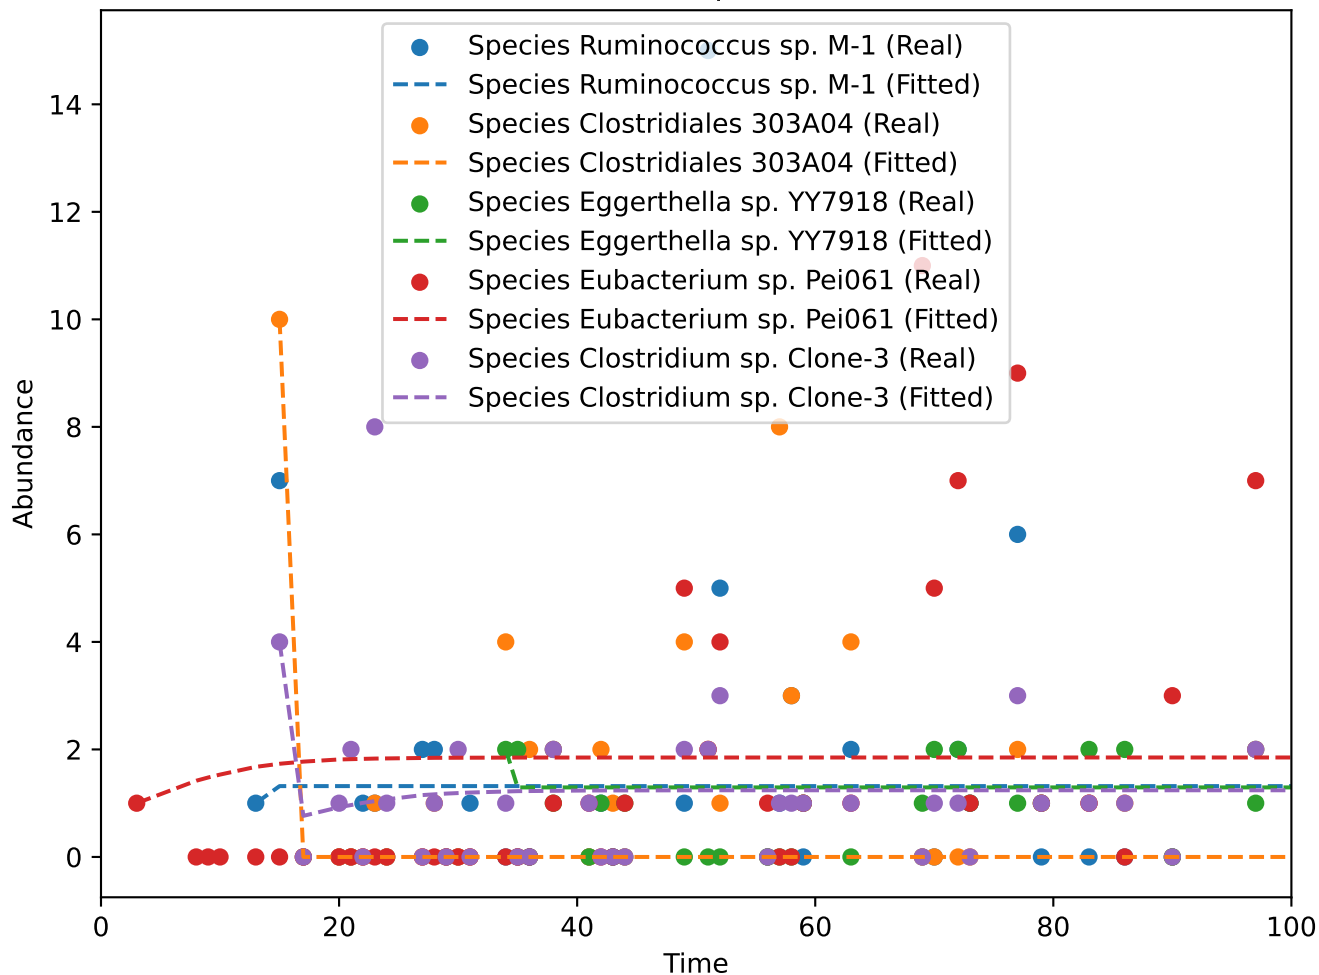 Species Ruminococcus sp. M-1 (Real)
Species Ruminococcus sp. M-1 (Fitted)
Species Clostridiales 303A04 (Real)
Species Clostridiales 303A04 (Fitted)
Species Eggerthella sp. YY7918 (Real)
Species Eggerthella sp. YY7918 (Fitted)
Species Eubacterium sp. Pei061 (Real)
Species Eubacterium sp. Pei061 (Fitted)
Species Clostridium sp. Clone-3 (Real)
Species Clostridium sp. Clone-3 (Fitted)
Abundance
14
12
10
8
6
4
2
0
0 20 40 60 80 100
Time